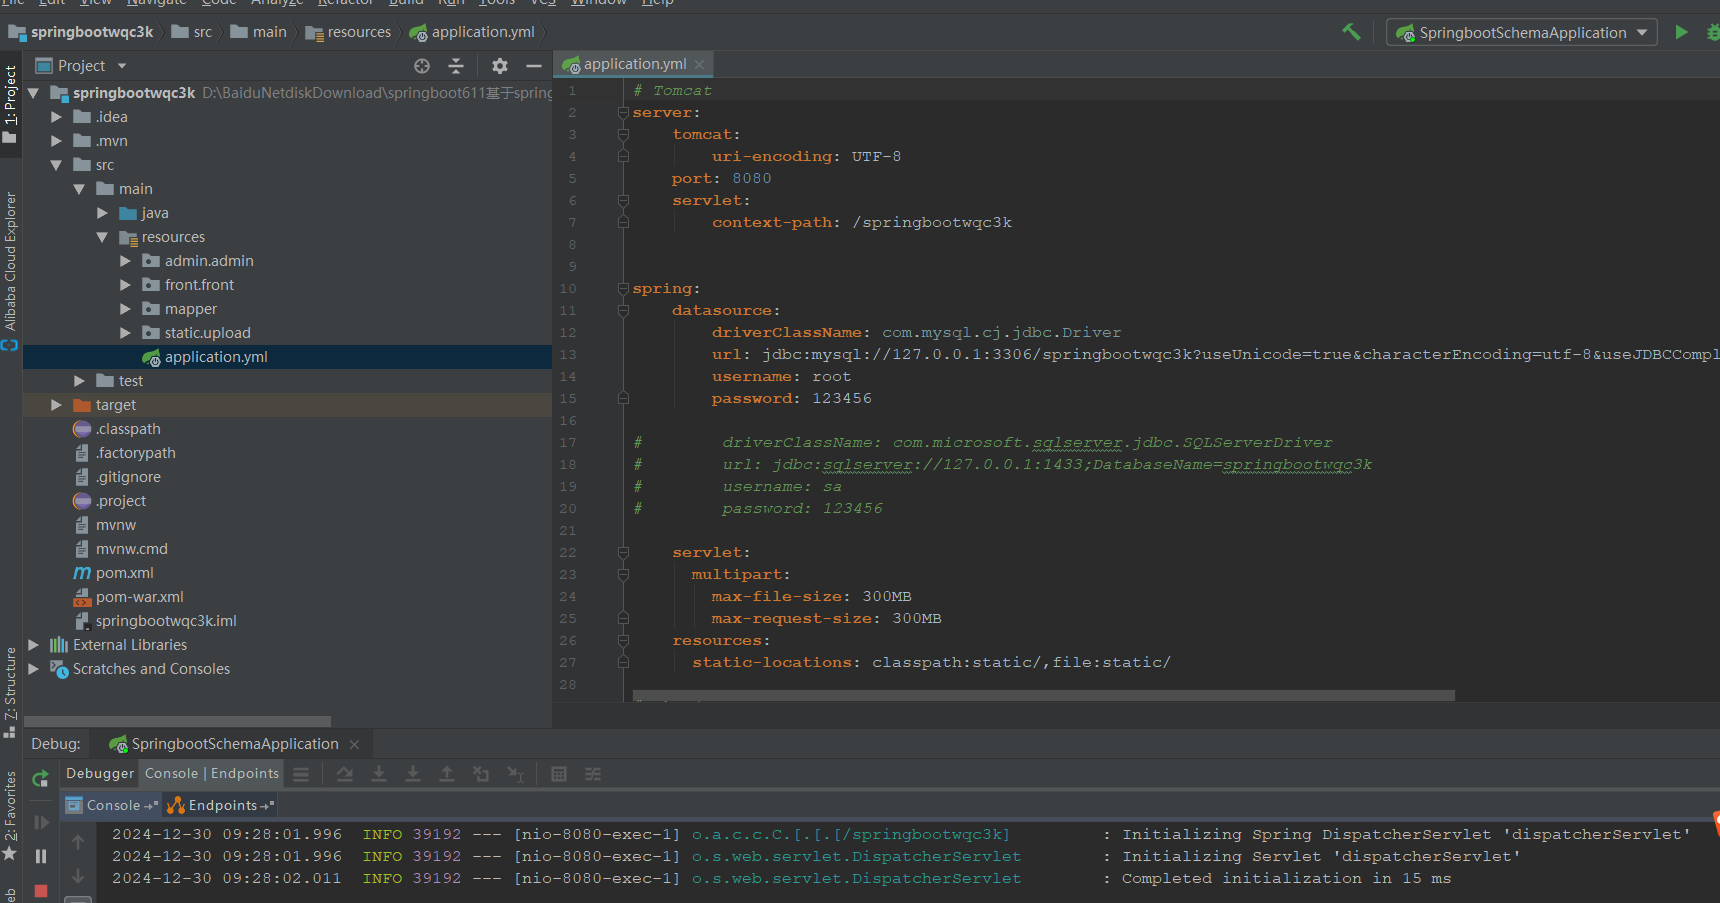 File Edit View Navigate Code Analyze Refactor Build Run Tools VCS Window Help
springbootwqc3k src main resources application.yml
SpringbootSchemaApplication
1: Project
Alibaba Cloud Explorer
Z: Structure
2: Favorites
Project
springbootwqc3k D:\BaiduNetdiskDownload\springboot611基于spring
.idea
.mvn
src
main
java
resources
admin.admin
front.front
mapper
static.upload
application.yml
test
target
.classpath
.factorypath
.gitignore
.project
mvnw
mvnw.cmd
pom.xml
pom-war.xml
springbootwqc3k.iml
External Libraries
Scratches and Consoles
application.yml
1 # Tomcat
2 server:
3 tomcat:
4 uri-encoding: UTF-8
5 port: 8080
6 servlet:
7 context-path: /springbootwqc3k
8
9
10 spring:
11 datasource:
12 driverClassName: com.mysql.cj.jdbc.Driver
13 url: jdbc:mysql://127.0.0.1:3306/springbootwqc3k?useUnicode=true&characterEncoding=utf-8&useJDBCCompl
14 username: root
15 password: 123456
16
17 # driverClassName: com.microsoft.sqlserver.jdbc.SQLServerDriver
18 # url: jdbc:sqlserver://127.0.0.1:1433;DatabaseName=springbootwqc3k
19 # username: sa
20 # password: 123456
21
22 servlet:
23 multipart:
24 max-file-size: 300MB
25 max-request-size: 300MB
26 resources:
27 static-locations: classpath:static/,file:static/
28
Debug: SpringbootSchemaApplication
Debugger Console | Endpoints
Console Endpoints
2024-12-30 09:28:01.996 INFO 39192 --- [nio-8080-exec-1] o.a.c.c.C.[.[.[/springbootwqc3k] : Initializing Spring DispatcherServlet 'dispatcherServlet'
2024-12-30 09:28:01.996 INFO 39192 --- [nio-8080-exec-1] o.s.web.servlet.DispatcherServlet : Initializing Servlet 'dispatcherServlet'
2024-12-30 09:28:02.011 INFO 39192 --- [nio-8080-exec-1] o.s.web.servlet.DispatcherServlet : Completed initialization in 15 ms